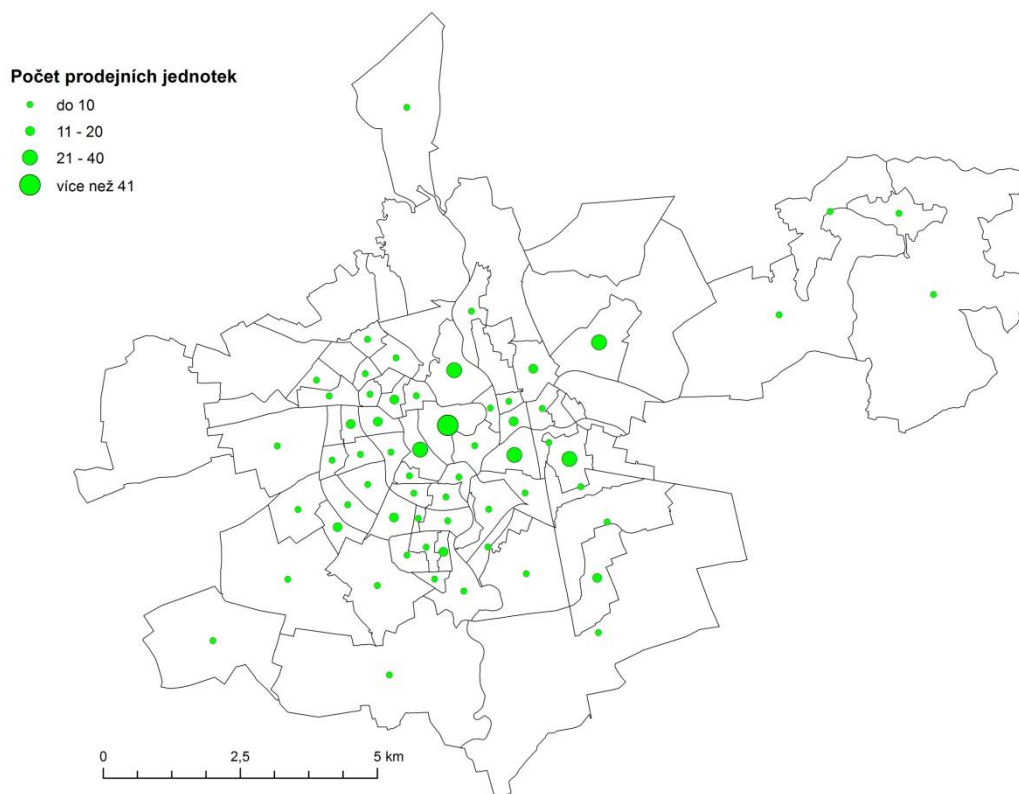 Počet prodejních jednotek
do 10
11 - 20
21 - 40
více než 41
0 2,5 5 km